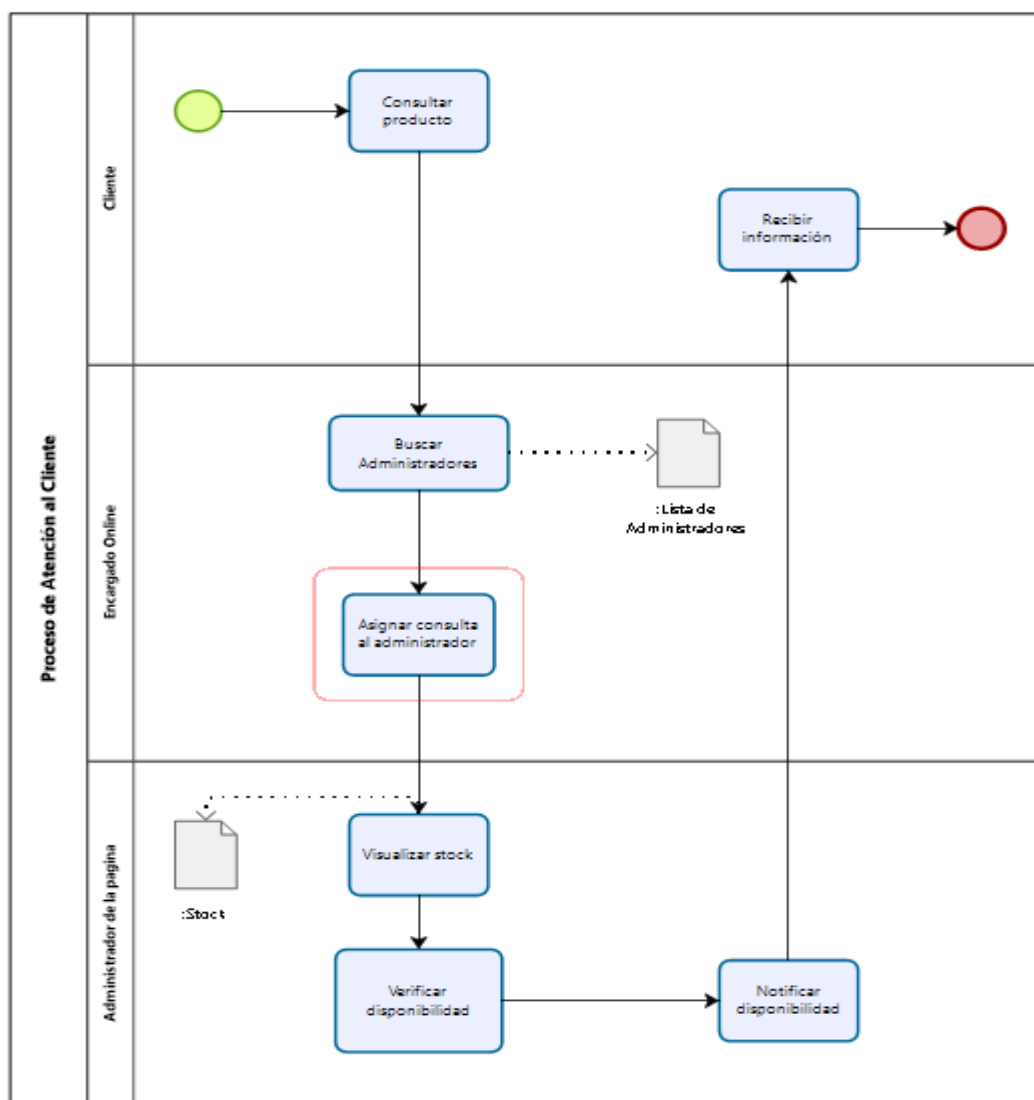 Proceso de Atención al Cliente
Cliente
Consultar
producto
Recibir
información
Encargado Online
Buscar
Administradores
:Lista de
Administradores
Asignar consulta
al administrador
Administrador de la pagina
:Stock
Visualizar stock
Verificar
disponibilidad
Notificar
disponibilidad